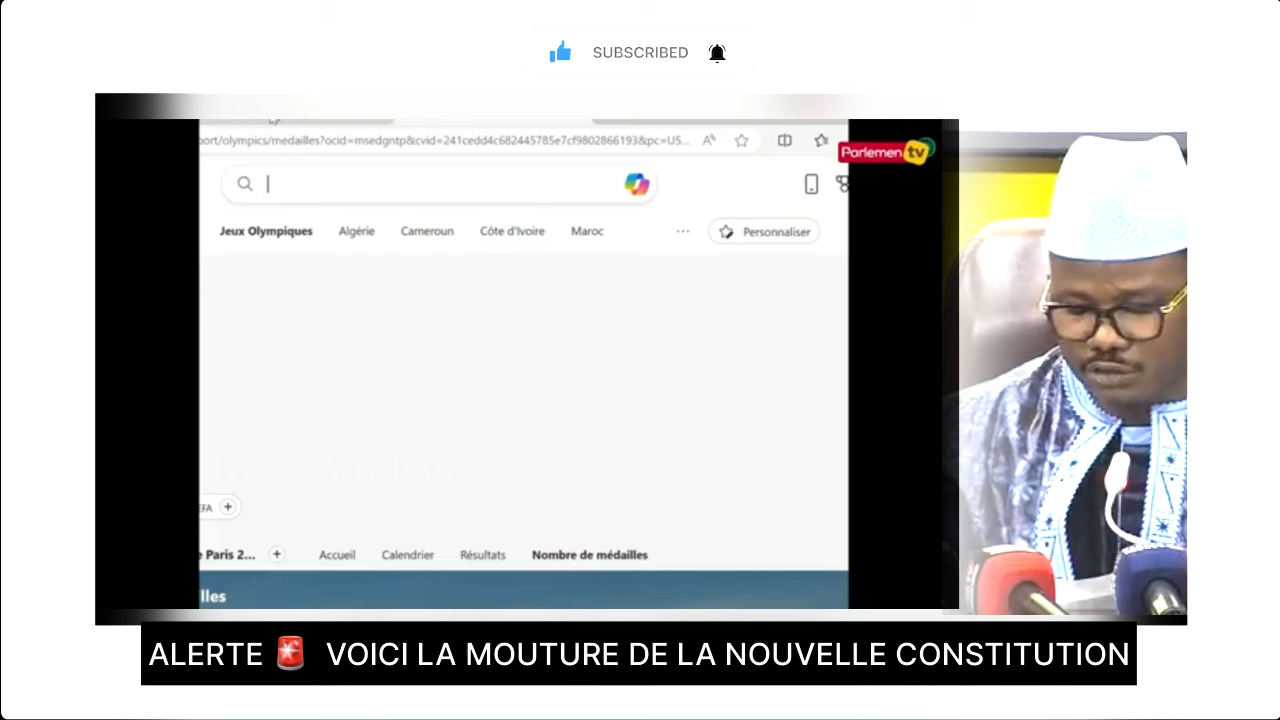 SUBSCRIBED
port/olympics/medailles?ocid=msedgntp&cvid=241cedd4c682445785e7cf9802866193&pc=U5...
Parlemen tv
Jeux Olympiques Algérie Cameroun Côte d'Ivoire Maroc ... Personnaliser
EFA +
e Paris 2... + Accueil Calendrier Résultats Nombre de médailles
lles
ALERTE 🚨 VOICI LA MOUTURE DE LA NOUVELLE CONSTITUTION